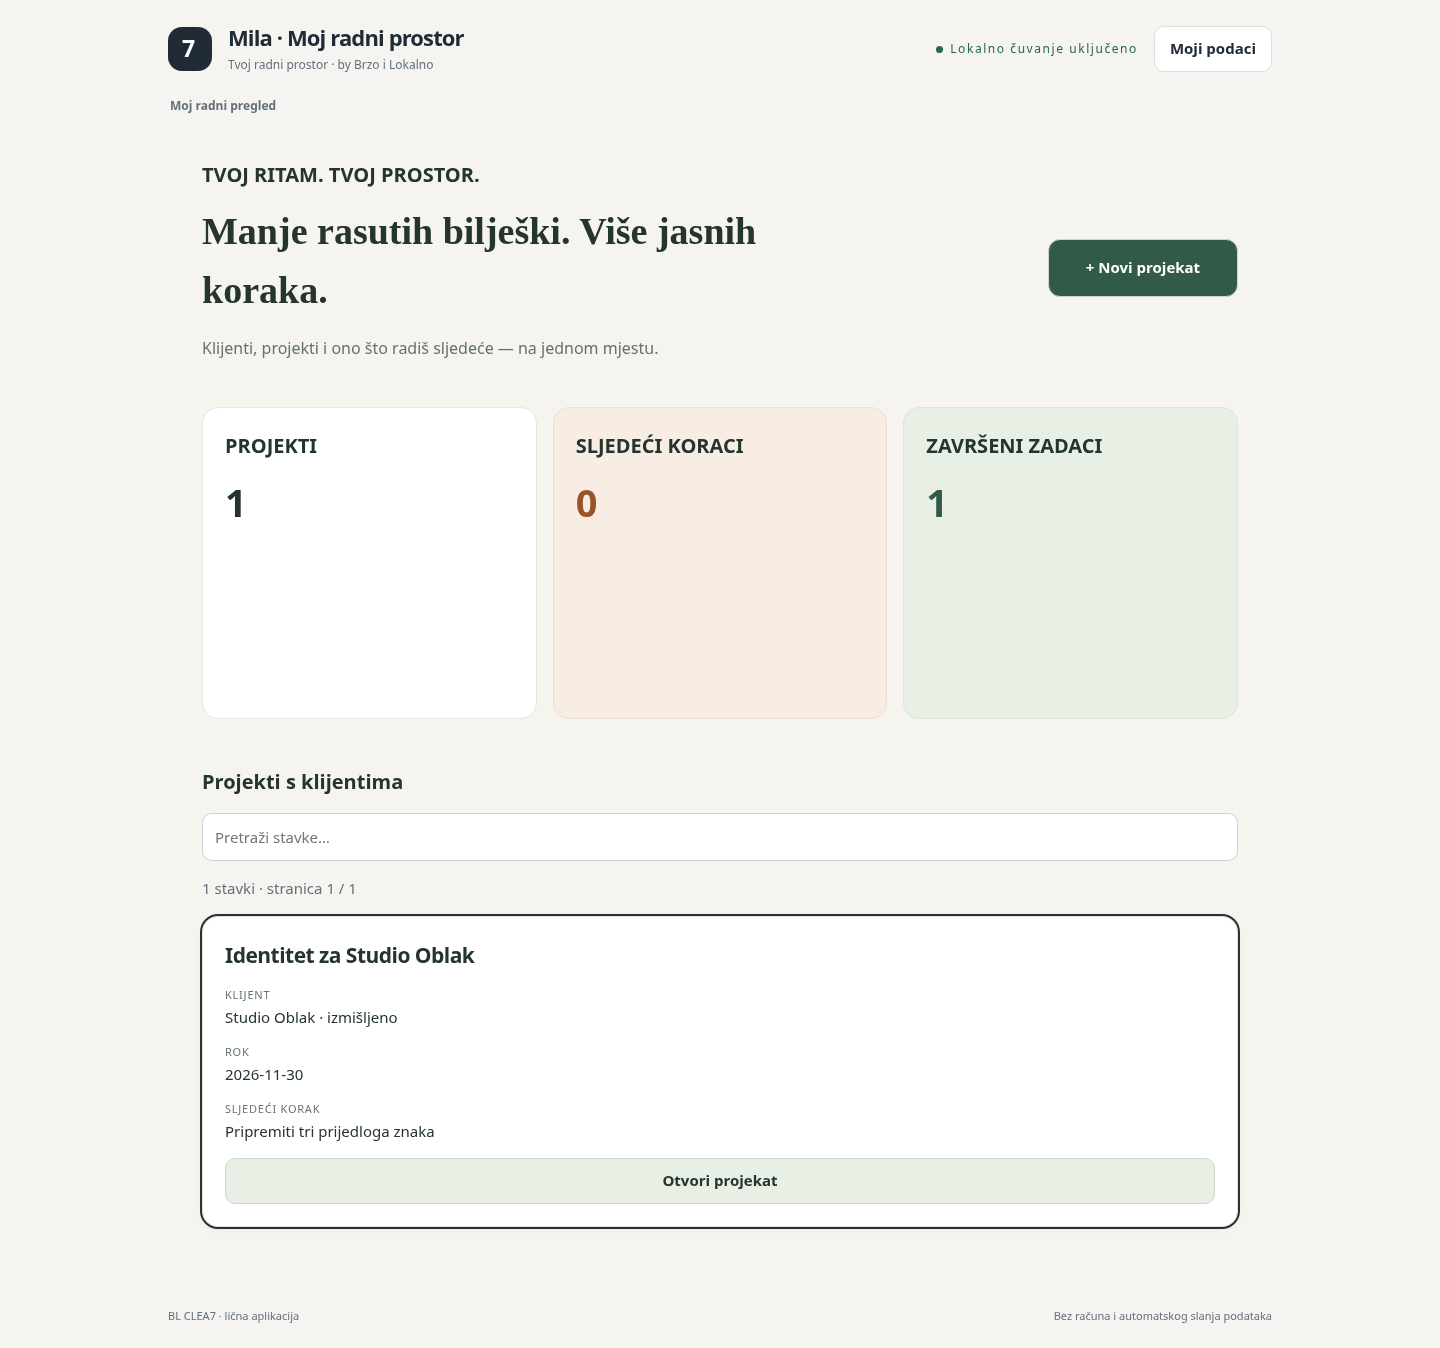 7
Mila · Moj radni prostor
Tvoj radni prostor · by Brzo i Lokalno
Lokalno čuvanje uključeno
Moji podaci
Moj radni pregled
TVOJ RITAM. TVOJ PROSTOR.
Manje rasutih bilješki. Više jasnih
koraka.
+ Novi projekat
Klijenti, projekti i ono što radiš sljedeće — na jednom mjestu.
PROJEKTI
1
SLJEDEĆI KORACI
0
ZAVRŠENI ZADACI
1
Projekti s klijentima
Pretraži stavke...
1 stavki · stranica 1 / 1
Identitet za Studio Oblak
KLIJENT
Studio Oblak · izmišljeno
ROK
2026-11-30
SLJEDEĆI KORAK
Pripremiti tri prijedloga znaka
Otvori projekat
BL CLEA7 · lična aplikacija
Bez računa i automatskog slanja podataka